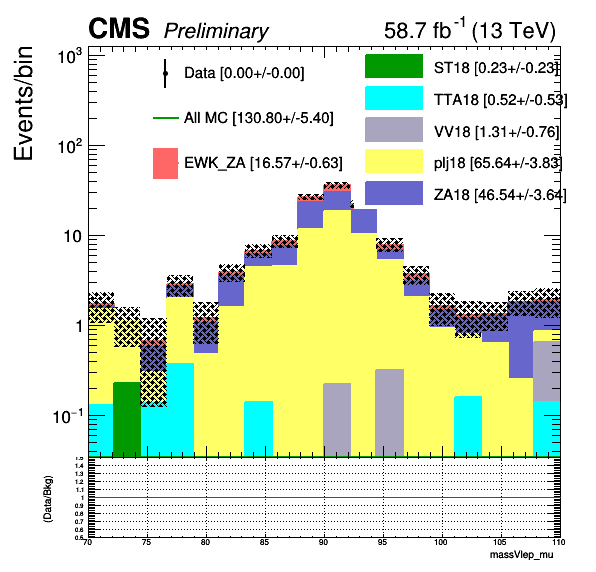 CMS Preliminary 58.7 fb⁻¹ (13 TeV)
Events/bin
10³
10²
10
1
10⁻¹
Data [0.00+/-0.00]
All MC [130.80+/-5.40]
EWK_ZA [16.57+/-0.63]
ST18 [0.23+/-0.23]
TTA18 [0.52+/-0.53]
VV18 [1.31+/-0.76]
plj18 [65.64+/-3.83]
ZA18 [46.54+/-3.64]
(Data/Bkg)
1.5
1.4
1.3
1.2
1.1
1
0.9
0.8
0.7
0.6
0.5
70 75 80 85 90 95 100 105 110
massVlep_mu